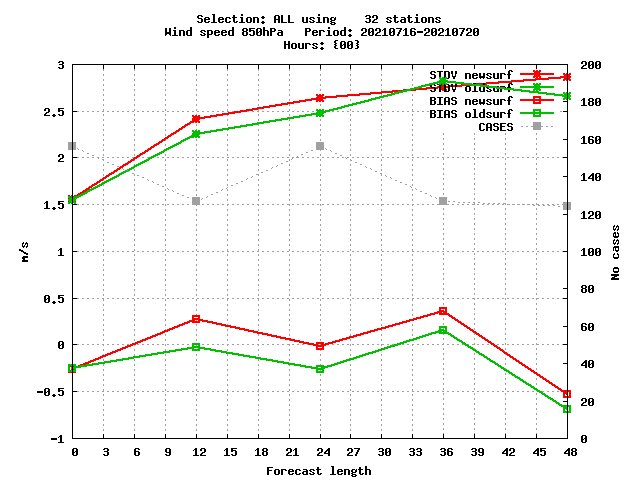 Selection: ALL using    32 stations
Wind speed 850hPa   Period: 20210716-20210720
Hours: {00}
3
2.5
2
1.5
1
0.5
0
-0.5
-1
m/s
STDV newsurf
STDV oldsurf
BIAS newsurf
BIAS oldsurf
CASES
200
180
160
140
120
100
80
60
40
20
0
No cases
0 3 6 9 12 15 18 21 24 27 30 33 36 39 42 45 48
Forecast length